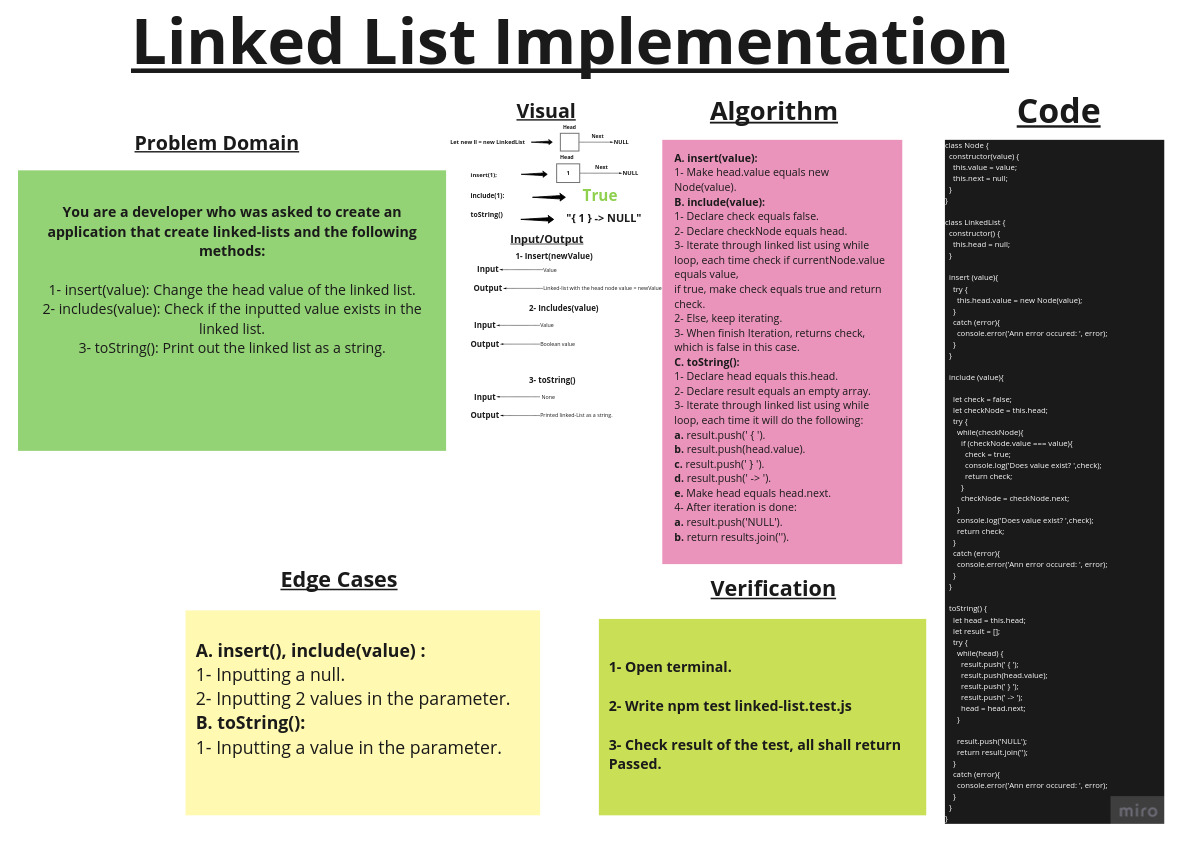 Linked List Implementation
Problem Domain
You are a developer who was asked to create an
application that create linked-lists and the following
methods:
1- insert(value): Change the head value of the linked list.
2- includes(value): Check if the inputted value exists in the
linked list.
3- toString(): Print out the linked list as a string.
Visual
Head
Let new ll = new LinkedList
Next
NULL
Head
insert(1):
1
Next
NULL
Include(1):
True
toString()
"{ 1 } -> NULL"
Input/Output
1- Insert(newValue)
Input
Value
Output
Linked-list with the head node value = newValue
2- Includes(value)
Input
Value
Output
Boolean value
3- toString()
Input
None
Output
Printed linked-List as a string.
Algorithm
A. insert(value):
1- Make head.value equals new
Node(value).
B. include(value):
1- Declare check equals false.
2- Declare checkNode equals head.
3- Iterate through linked list using while
loop, each time check if currentNode.value
equals value,
if true, make check equals true and return
check.
2- Else, keep iterating.
3- When finish Iteration, returns check,
which is false in this case.
C. toString():
1- Declare head equals this.head.
2- Declare result equals an empty array.
3- Iterate through linked list using while
loop, each time it will do the following:
a. result.push(' { ').
b. result.push(head.value).
c. result.push(' } ').
d. result.push(' -> ').
e. Make head equals head.next.
4- After iteration is done:
a. result.push('NULL').
b. return results.join('').
Code
class Node {
constructor(value) {
this.value = value;
this.next = null;
}
}
class LinkedList {
constructor() {
this.head = null;
}
insert (value){
try {
this.head.value = new Node(value);
}
catch (error){
console.error('Ann error occured: ', error);
}
}
include (value){
let check = false;
let checkNode = this.head;
try {
while(checkNode){
if (checkNode.value === value){
check = true;
console.log('Does value exist? ',check);
return check;
}
checkNode = checkNode.next;
}
console.log('Does value exist? ',check);
return check;
}
catch (error){
console.error('Ann error occured: ', error);
}
}
toString() {
let head = this.head;
let result = [];
try {
while(head) {
result.push(' { ');
result.push(head.value);
result.push(' } ');
result.push(' -> ');
head = head.next;
}
result.push('NULL');
return result.join('');
}
catch (error){
console.error('Ann error occured: ', error);
}
}
}
miro
Edge Cases
A. insert(), include(value) :
1- Inputting a null.
2- Inputting 2 values in the parameter.
B. toString():
1- Inputting a value in the parameter.
Verification
1- Open terminal.
2- Write npm test linked-list.test.js
3- Check result of the test, all shall return
Passed.